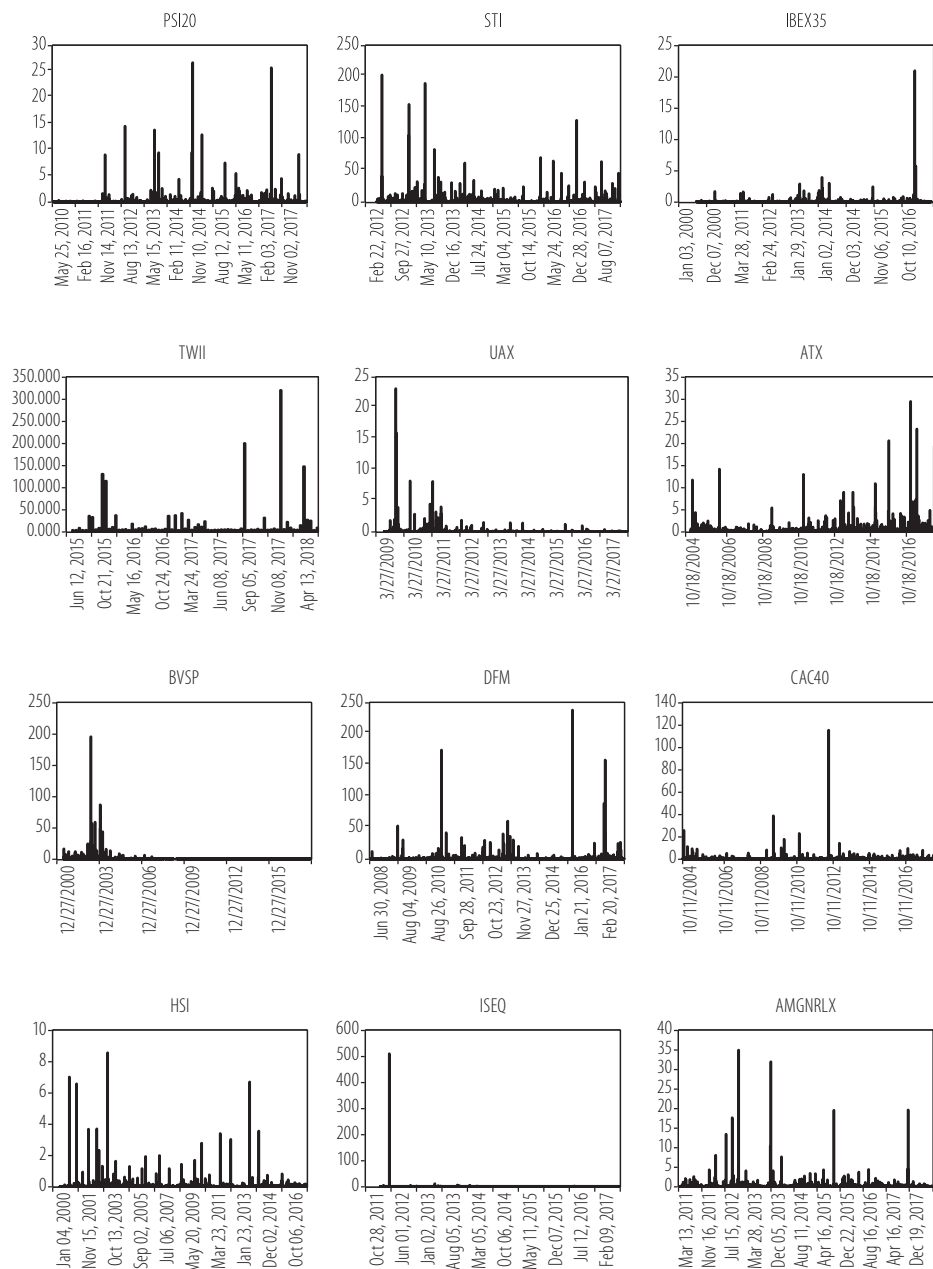 PSI20
30
25
20
15
10
5
0
May 25, 2010
Feb 16, 2011
Nov 14, 2011
Aug 13, 2012
May 15, 2013
Feb 11, 2014
Nov 10, 2014
Aug 12, 2015
May 11, 2016
Feb 03, 2017
Nov 02, 2017
STI
250
200
150
100
50
0
Feb 22, 2012
Sep 27, 2012
May 10, 2013
Dec 16, 2013
Jul 24, 2014
Mar 04, 2015
Oct 14, 2015
May 24, 2016
Dec 28, 2016
Aug 07, 2017
IBEX35
25
20
15
10
5
0
Jan 03, 2000
Dec 07, 2000
Mar 28, 2011
Feb 24, 2012
Jan 29, 2013
Jan 02, 2014
Dec 03, 2014
Nov 06, 2015
Oct 10, 2016
TWII
350.000
300.000
250.000
200.000
150.000
100.000
50.000
0.000
Jun 12, 2015
Oct 21, 2015
May 16, 2016
Oct 24, 2016
Mar 24, 2017
Jun 08, 2017
Sep 05, 2017
Nov 08, 2017
Apr 13, 2018
UAX
25
20
15
10
5
0
3/27/2009
3/27/2010
3/27/2011
3/27/2012
3/27/2013
3/27/2014
3/27/2015
3/27/2016
3/27/2017
ATX
35
30
25
20
15
10
5
0
10/18/2004
10/18/2006
10/18/2008
10/18/2010
10/18/2012
10/18/2014
10/18/2016
BVSP
250
200
150
100
50
0
12/27/2000
12/27/2003
12/27/2006
12/27/2009
12/27/2012
12/27/2015
DFM
250
200
150
100
50
0
Jun 30, 2008
Aug 04, 2009
Aug 26, 2010
Sep 28, 2011
Oct 23, 2012
Nov 27, 2013
Dec 25, 2014
Jan 21, 2016
Feb 20, 2017
CAC40
140
120
100
80
60
40
20
0
10/11/2004
10/11/2006
10/11/2008
10/11/2010
10/11/2012
10/11/2014
10/11/2016
HSI
10
8
6
4
2
0
Jan 04, 2000
Nov 15, 2001
Oct 13, 2003
Sep 02, 2005
Jul 06, 2007
May 20, 2009
Mar 23, 2011
Jan 23, 2013
Dec 02, 2014
Oct 06, 2016
ISEQ
600
500
400
300
200
100
0
Oct 28, 2011
Jun 01, 2012
Jan 02, 2013
Aug 05, 2013
Mar 05, 2014
Oct 06, 2014
May 11, 2015
Dec 07, 2015
Jul 12, 2016
Feb 09, 2017
AMGNRLX
40
35
30
25
20
15
10
5
0
Mar 13, 2011
Nov 16, 2011
Jul 15, 2012
Mar 28, 2013
Dec 05, 2013
Aug 11, 2014
Apr 16, 2015
Dec 22, 2015
Aug 16, 2016
Apr 16, 2017
Dec 19, 2017